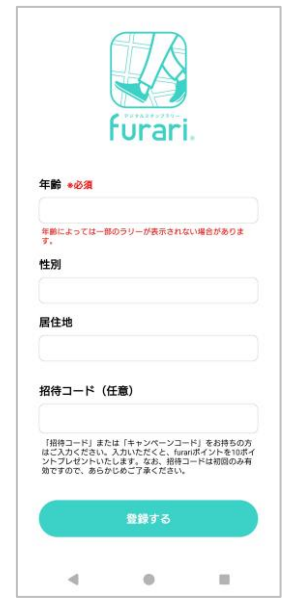 デジタルスタンプラリー
furari.
年齢 *必須
年齢によっては一部のラリーが表示されない場合がありま
す。
性別
居住地
招待コード（任意）
「招待コード」または「キャンペーンコード」をお持ちの方
はご入力ください。入力いただくと、furariポイントを10ポイ
ントプレゼントいたします。なお、招待コードは初回のみ有
効ですので、あらかじめご了承ください。
登録する